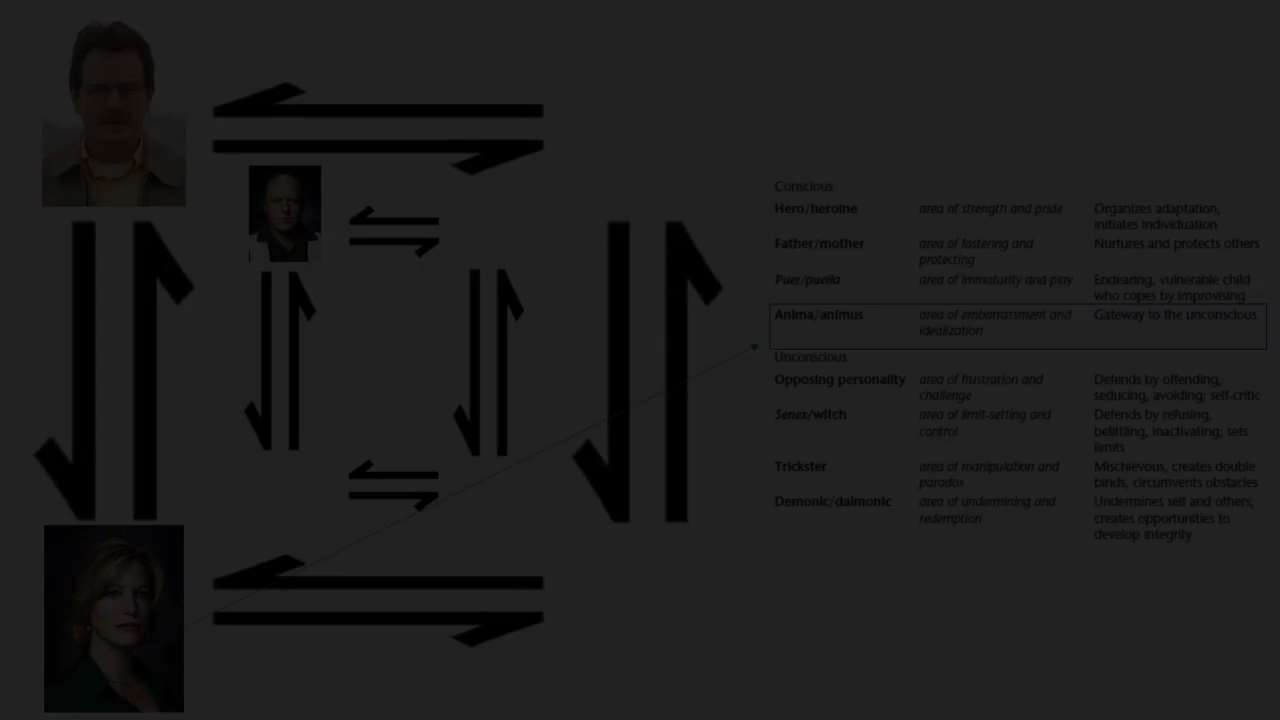 Conscious
Hero/heroine area of strength and pride Organizes adaptation,
initiates individuation
Father/mother area of fostering and Nurtures and protects others
protecting
Puer/puella area of immaturity and play Endearing, vulnerable child
who copes by improvising
Anima/animus area of embarrassment and Gateway to the unconscious
idealization
Unconscious
Opposing personality area of frustration and Defends by offending,
challenge seducing, avoiding; self-critic
Senex/witch area of limit-setting and Defends by refusing,
control belittling, inactivating; sets
limits
Trickster area of manipulation and Mischievous, creates double
paradox binds, circumvents obstacles
Demonic/daimonic area of undermining and Undermines self and others;
redemption creates opportunities to
develop integrity